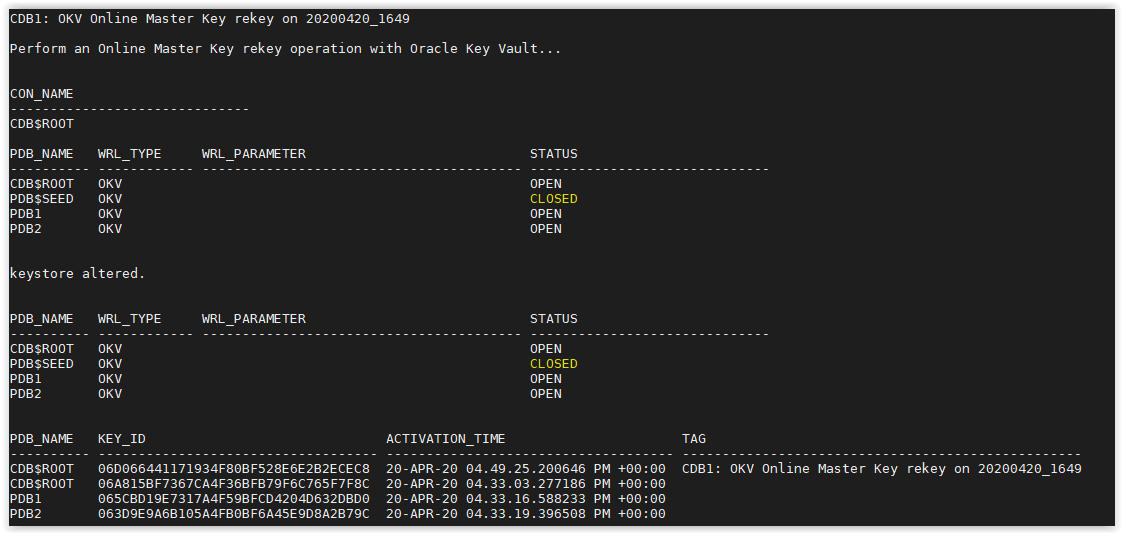 CDB1: OKV Online Master Key rekey on 20200420_1649
Perform an Online Master Key rekey operation with Oracle Key Vault...
CON_NAME
------------------------------
CDB$ROOT
PDB_NAME   WRL_TYPE     WRL_PARAMETER                            STATUS
---------- ------------ ---------------------------------------- ------------------------------
CDB$ROOT   OKV                                                   OPEN
PDB$SEED   OKV                                                   CLOSED
PDB1       OKV                                                   OPEN
PDB2       OKV                                                   OPEN
keystore altered.
PDB_NAME   WRL_TYPE     WRL_PARAMETER                            STATUS
---------- ------------ ---------------------------------------- ------------------------------
CDB$ROOT   OKV                                                   OPEN
PDB$SEED   OKV                                                   CLOSED
PDB1       OKV                                                   OPEN
PDB2       OKV                                                   OPEN
PDB_NAME   KEY_ID                              ACTIVATION_TIME                      TAG
---------- ----------------------------------- ------------------------------------ --------------------------------------------------
CDB$ROOT   06D066441171934F80BF528E6E2B2ECEC8  20-APR-20 04.49.25.200646 PM +00:00  CDB1: OKV Online Master Key rekey on 20200420_1649
CDB$ROOT   06A815BF7367CA4F36BFB79F6C765F7F8C  20-APR-20 04.33.03.277186 PM +00:00
PDB1       065CBD19E7317A4F59BFCD4204D632DBD0  20-APR-20 04.33.16.588233 PM +00:00
PDB2       063D9E9A6B105A4FB0BF6A45E9D8A2B79C  20-APR-20 04.33.19.396508 PM +00:00